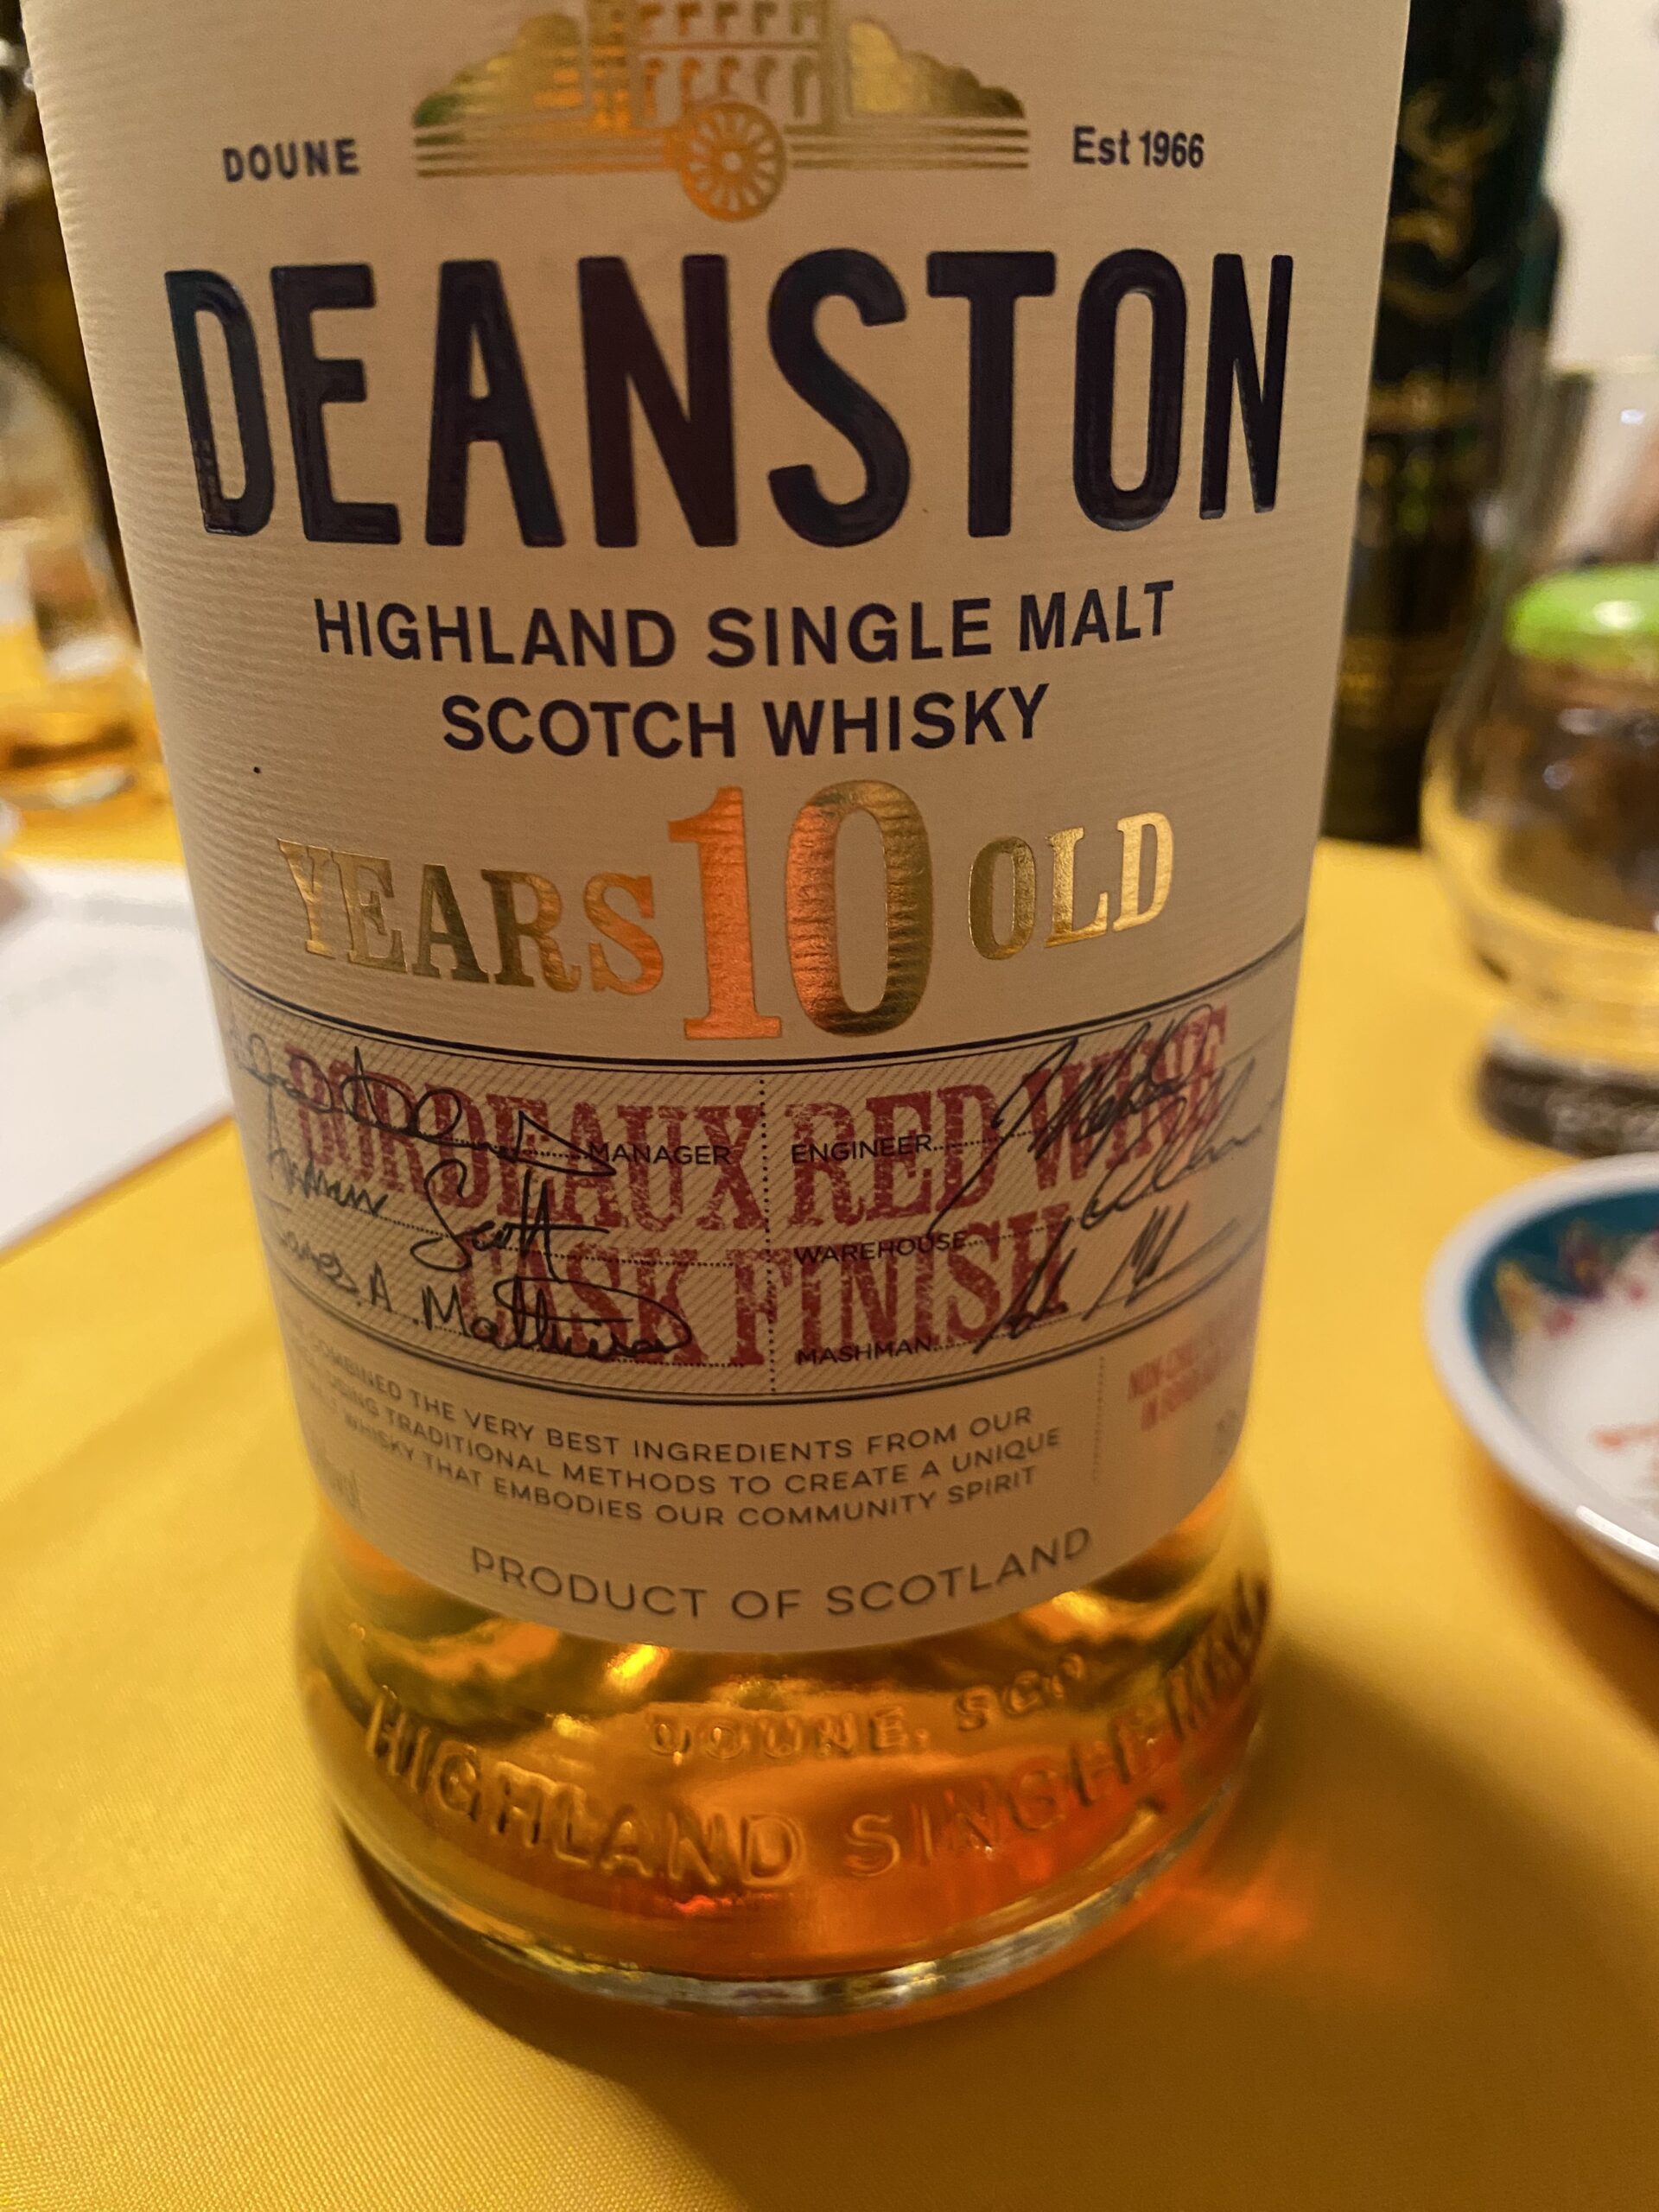 DOUNE
Est 1966
DEANSTON
HIGHLAND SINGLE MALT
SCOTCH WHISKY
YEARS 10 OLD
BORDEAUX RED WINE
CASK FINISH
MANAGER
ENGINEER
Scott
WAREHOUSE
James A.
MASHMAN
COMBINED THE VERY BEST INGREDIENTS FROM OUR
TRADITIONAL METHODS TO CREATE A UNIQUE
WHISKY THAT EMBODIES OUR COMMUNITY SPIRIT
PRODUCT OF SCOTLAND
DOUNE,
HIGHLAND SINGLE